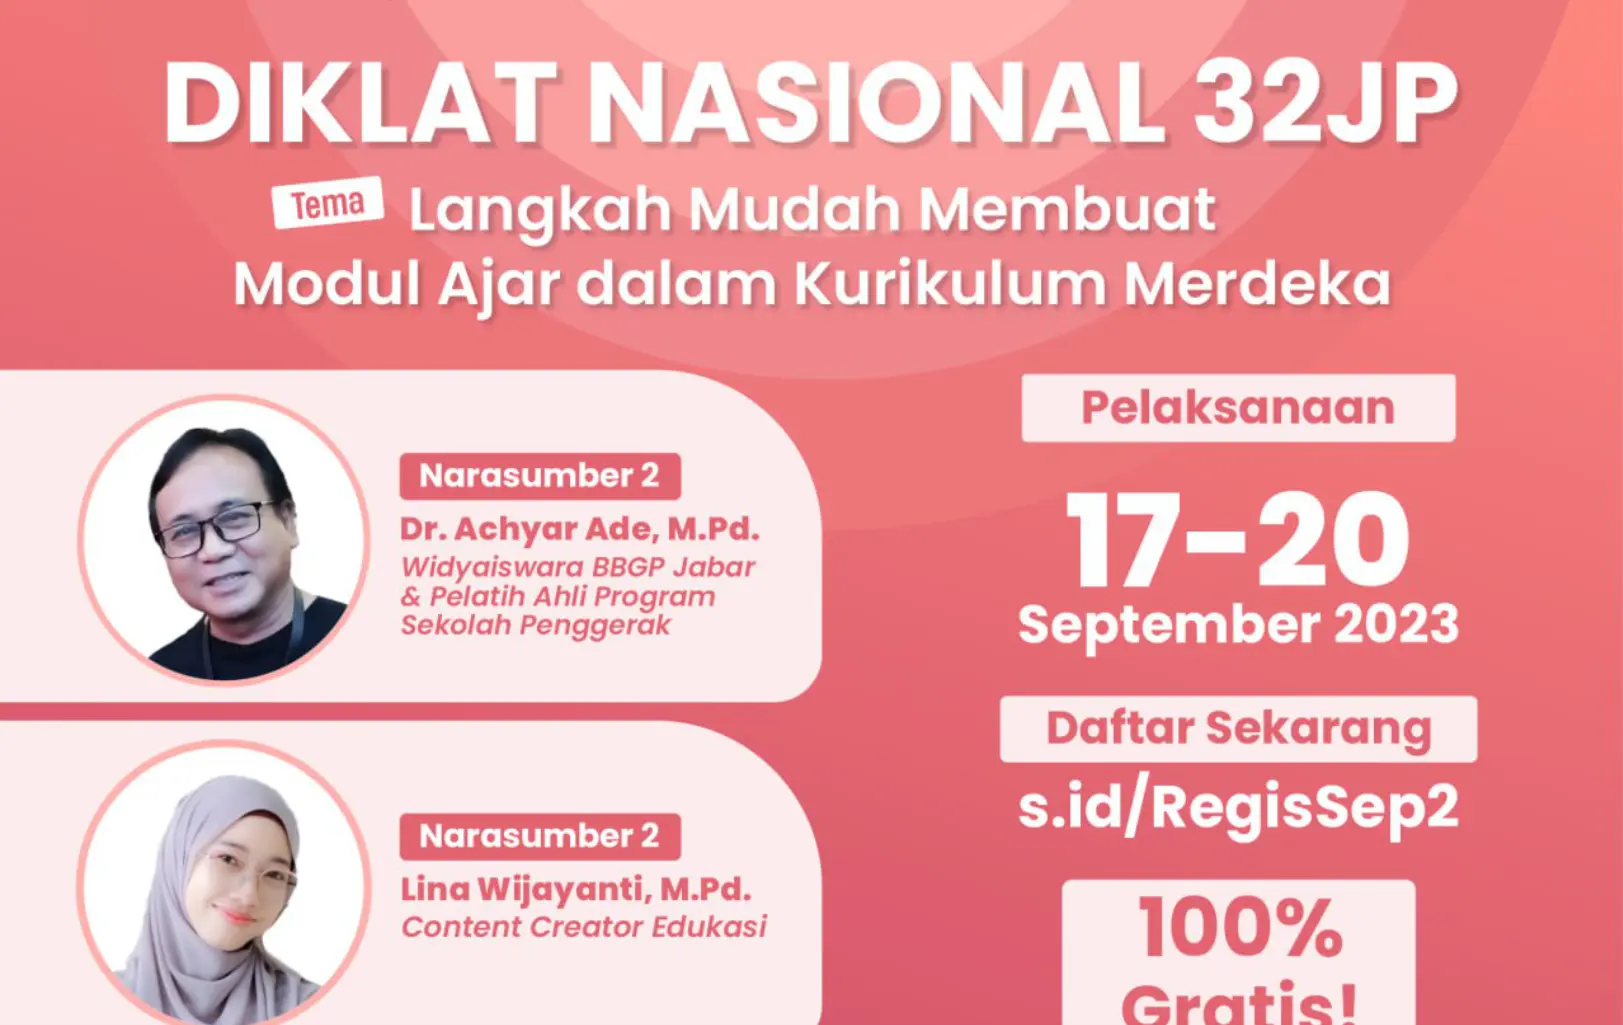 DIKLAT NASIONAL 32JP
Tema Langkah Mudah Membuat
Modul Ajar dalam Kurikulum Merdeka
Narasumber 2
Dr. Achyar Ade, M.Pd.
Widyaiswara BBGP Jabar
& Pelatih Ahli Program
Sekolah Penggerak
Narasumber 2
Lina Wijayanti, M.Pd.
Content Creator Edukasi
Pelaksanaan
17-20
September 2023
Daftar Sekarang
s.id/RegisSep2
100%
Gratis!